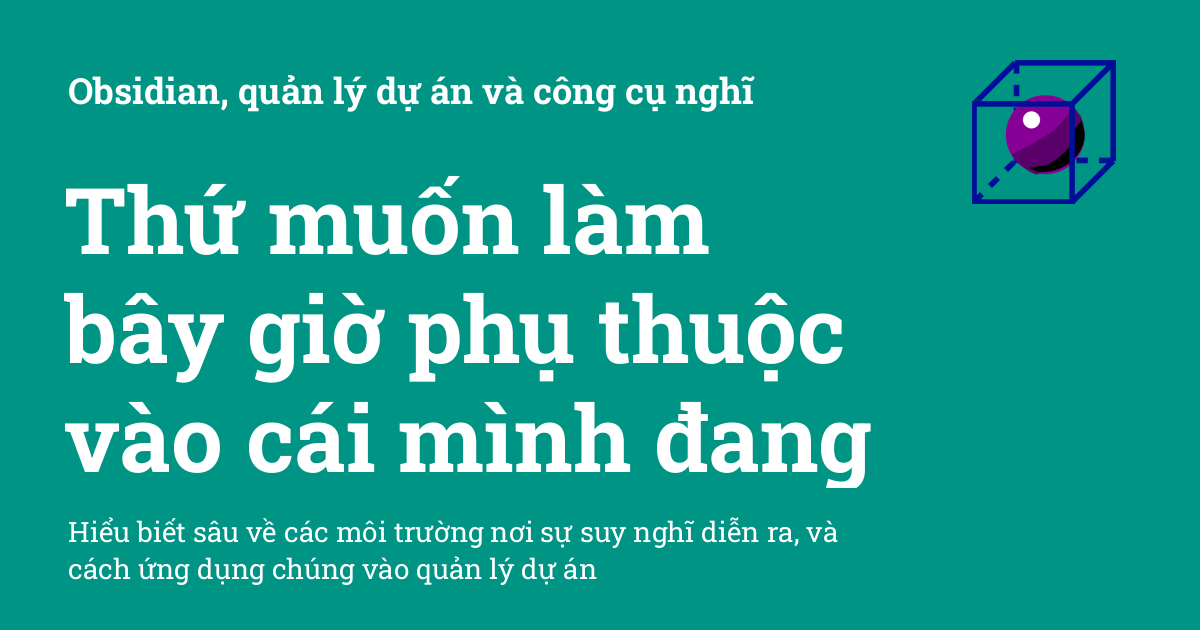 Obsidian, quản lý dự án và công cụ nghĩ
Thứ muốn làm
bây giờ phụ thuộc
vào cái mình đang
Hiểu biết sâu về các môi trường nơi sự suy nghĩ diễn ra, và
cách ứng dụng chúng vào quản lý dự án